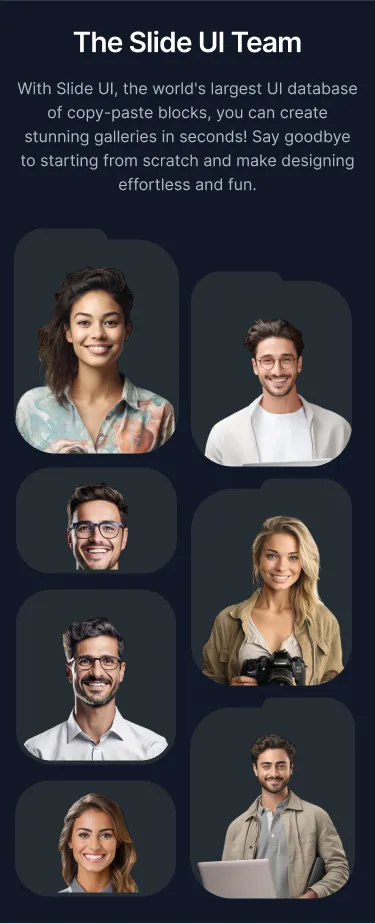 The Slide UI Team
With Slide UI, the world's largest UI database
of copy-paste blocks, you can create
stunning galleries in seconds! Say goodbye
to starting from scratch and make designing
effortless and fun.